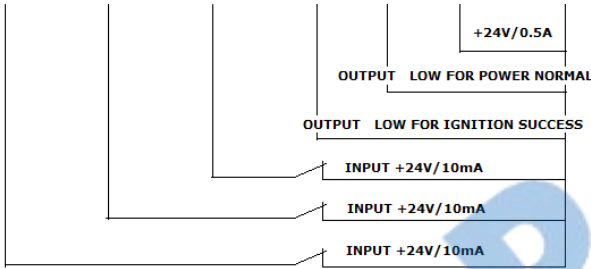 +24V/0.5A
OUTPUT LOW FOR POWER NORMAL
OUTPUT LOW FOR IGNITION SUCCESS
INPUT +24V/10mA
INPUT +24V/10mA
INPUT +24V/10mA